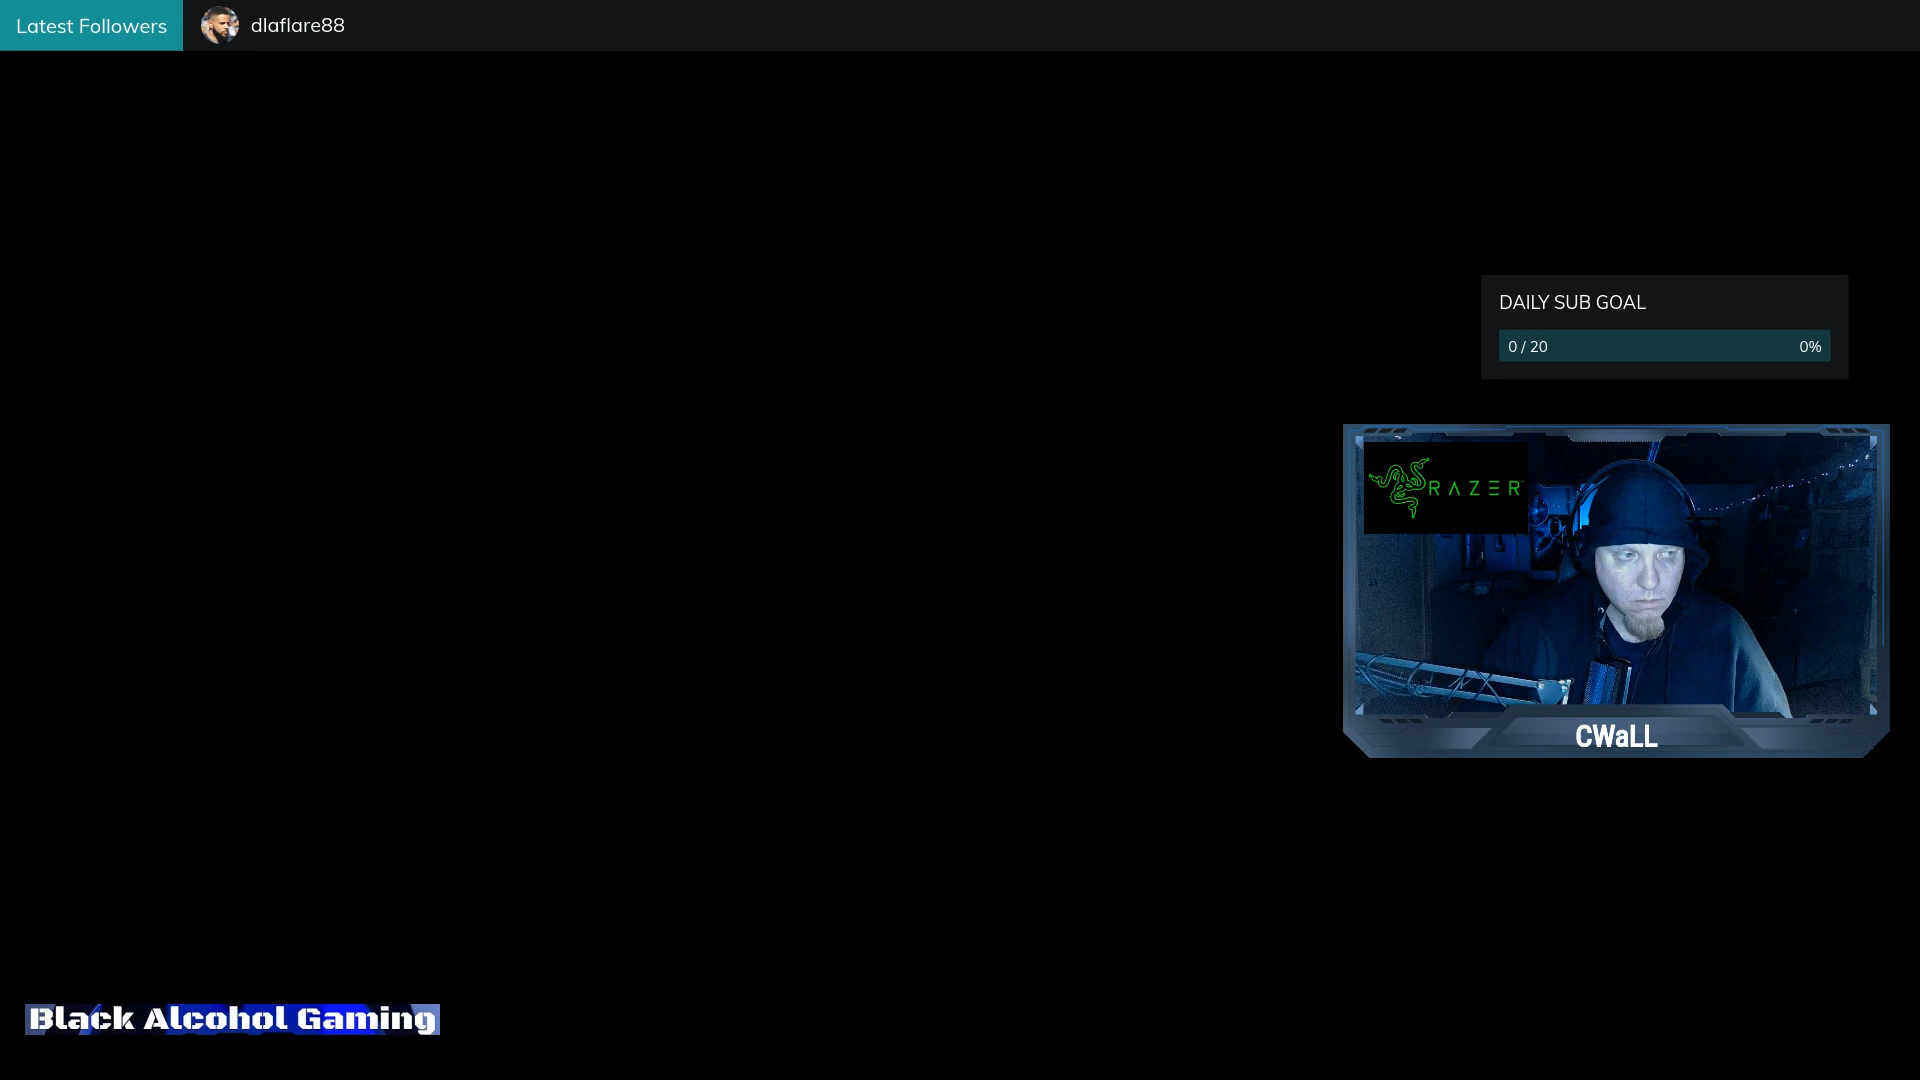 Latest Followers
dlaflare88
DAILY SUB GOAL
0 / 20
0%
RAZER
CWaLL
Black Alcohol Gaming